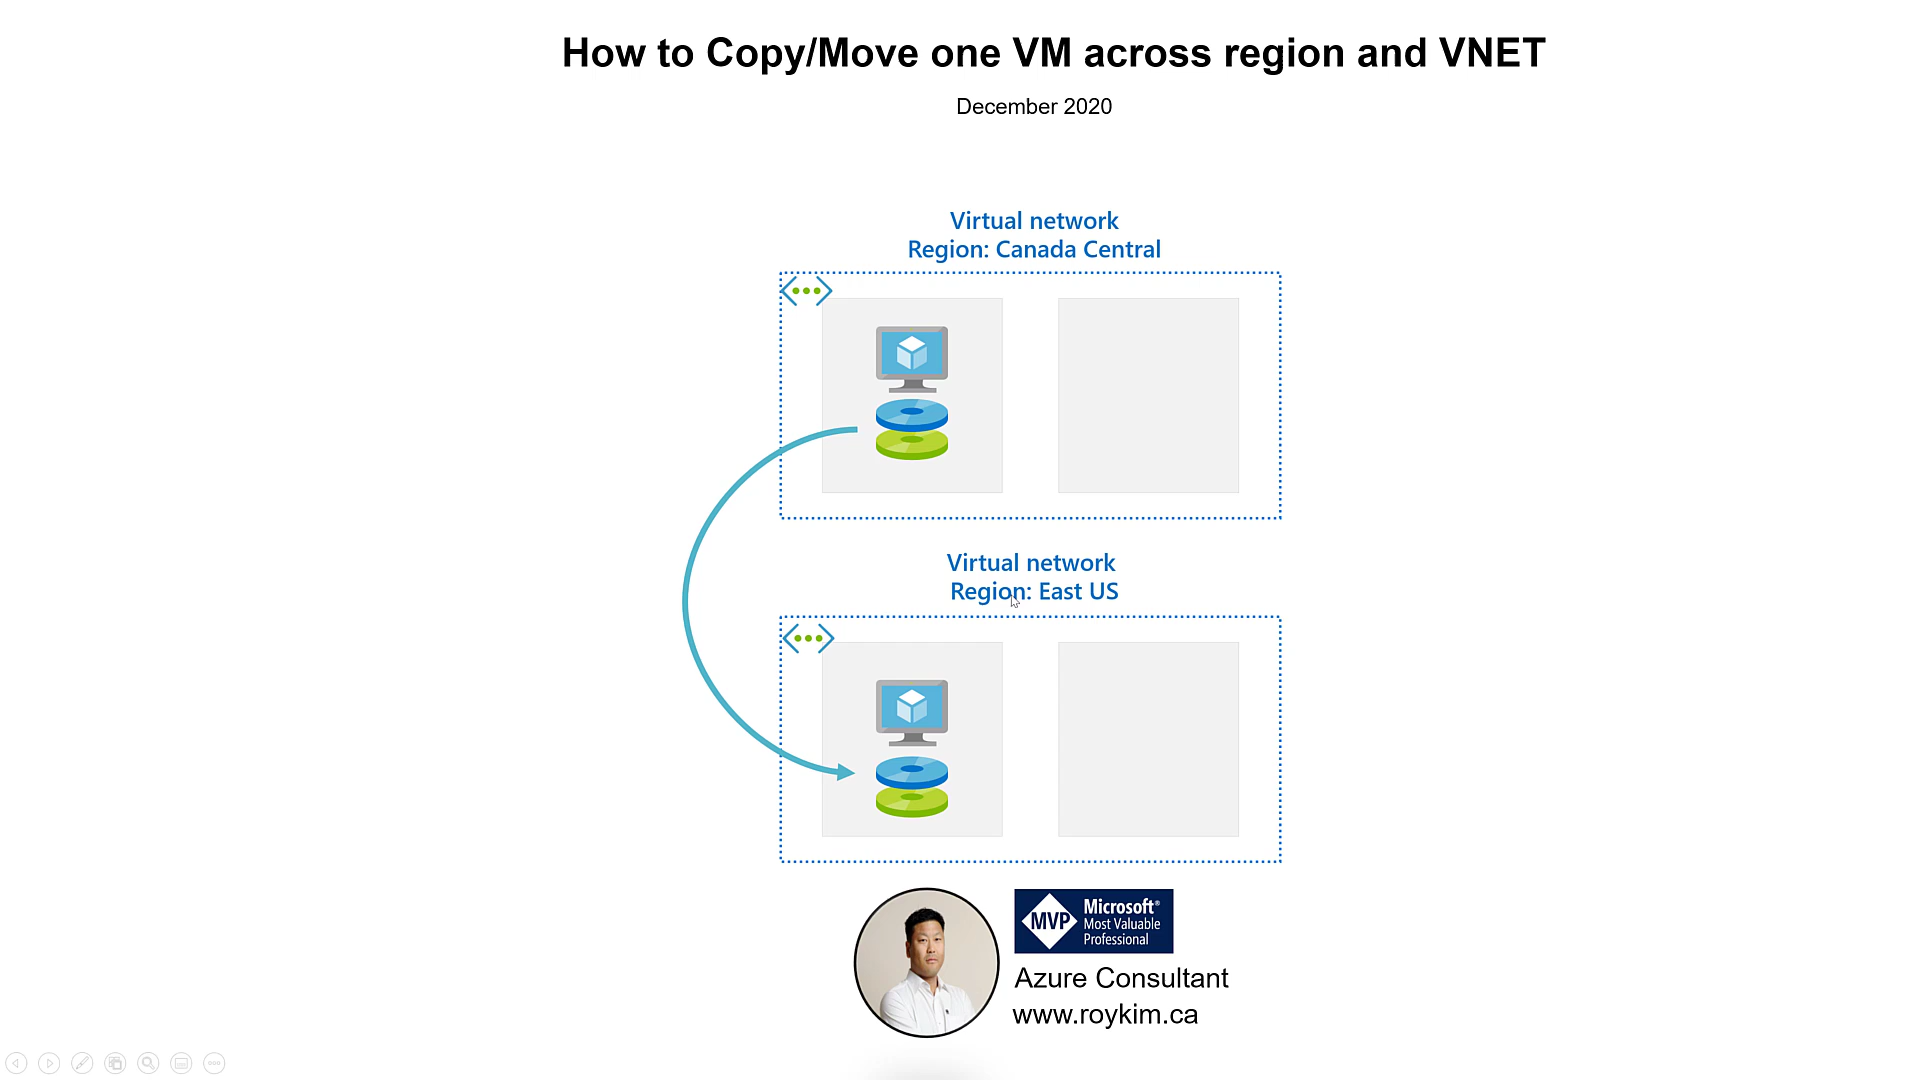 How to Copy/Move one VM across region and VNET
December 2020
Virtual network
Region: Canada Central
Virtual network
Region: East US
MVP
Microsoft®
Most Valuable
Professional
Azure Consultant
www.roykim.ca